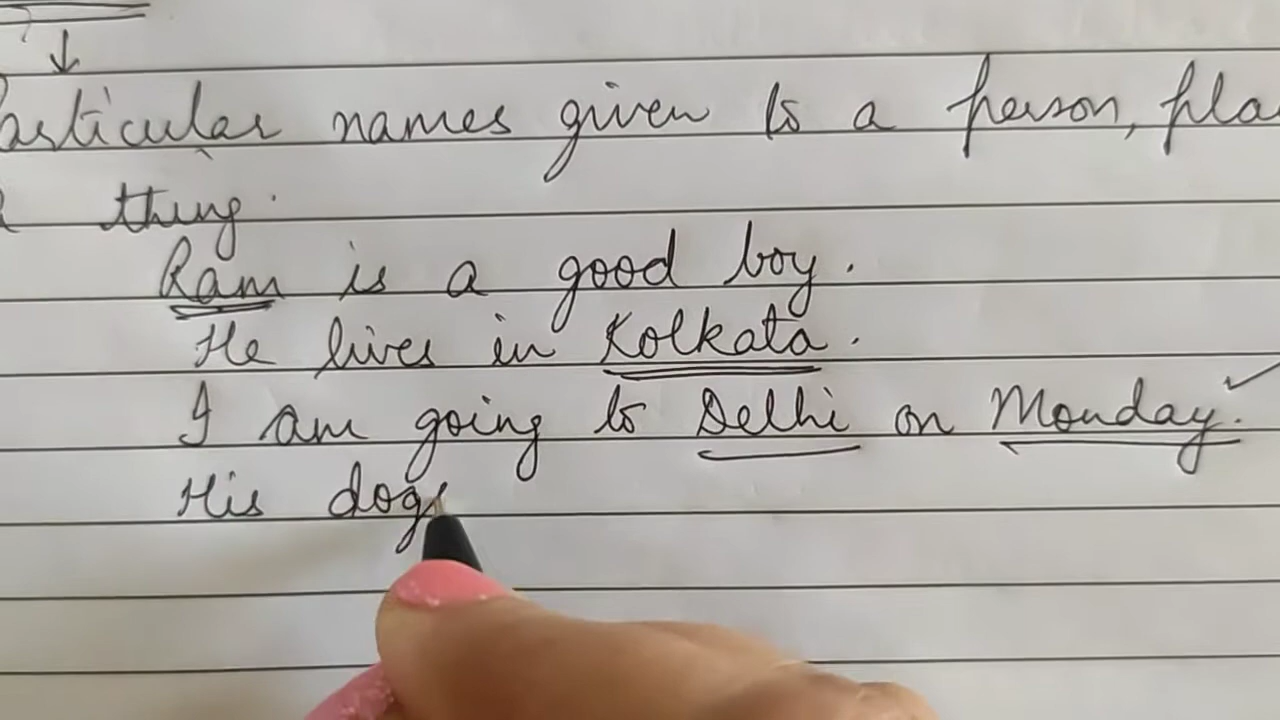 Particular names given to a person, pla
thing.
Ram is a good boy.
He lives in Kolkata.
I am going to Delhi on Monday.
His dog